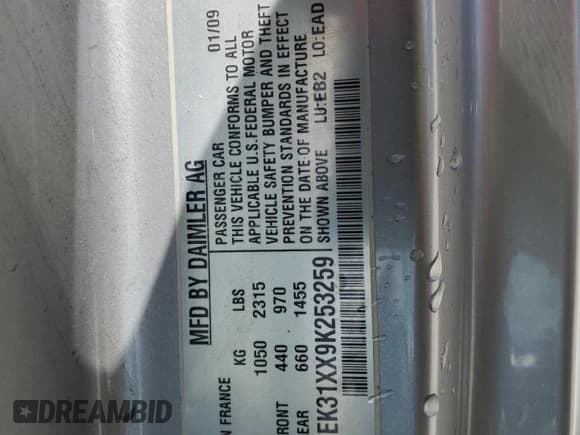 MFD BY DAIMLER AG
N FRANCE
PASSENGER CAR 01/09
KG LBS
THIS VEHICLE CONFORMS TO ALL
1050 2315
APPLICABLE U.S. FEDERAL MOTOR
VEHICLE SAFETY BUMPER AND THEFT
RONT 440 970
PREVENTION STANDARDS IN EFFECT
EAR 660 1455
ON THE DATE OF MANUFACTURE
SHOWN ABOVE LU:EB2 LO:EAD
EK31XX9K253259
DREAMBID